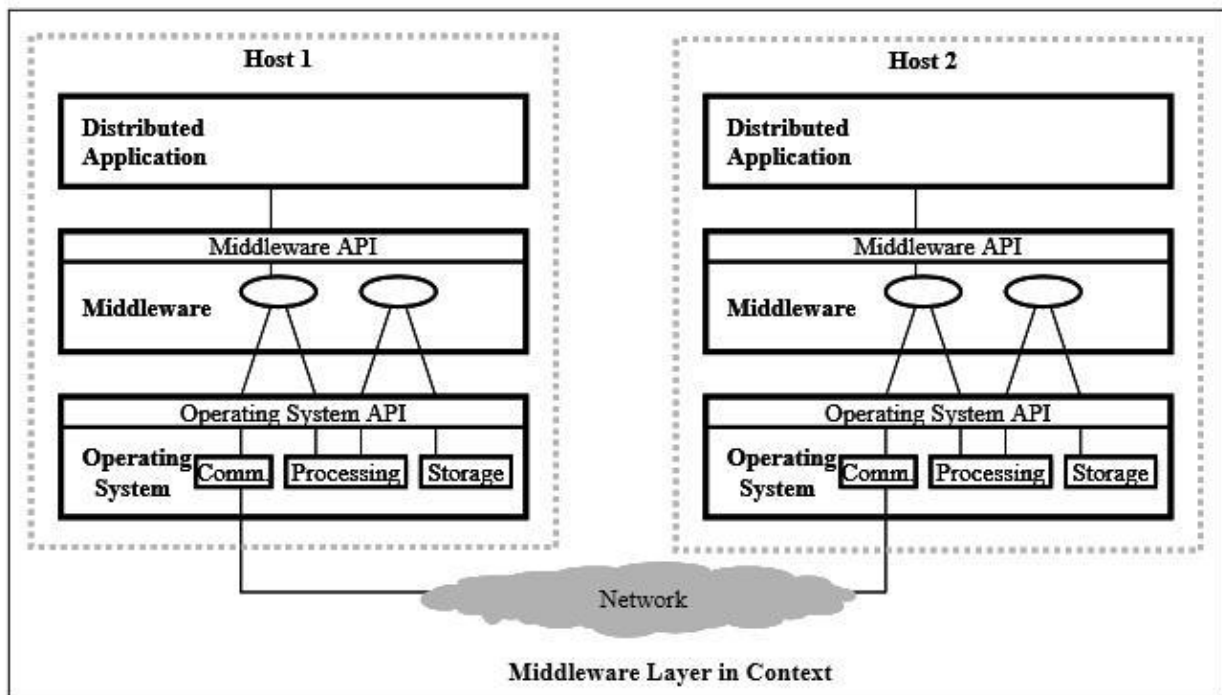 Host 1
Distributed
Application
Middleware API
Middleware
Operating System API
Operating
System
Comm.
Processing
Storage
Host 2
Distributed
Application
Middleware API
Middleware
Operating System API
Operating
System
Comm.
Processing
Storage
Network
Middleware Layer in Context